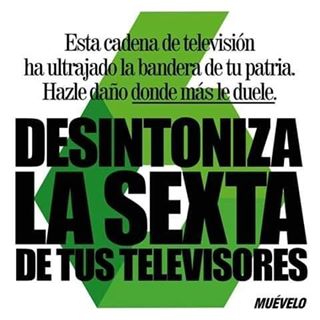 Esta cadena de televisión
ha ultrajado la bandera de tu patria.
Hazle daño donde más le duele.
DESINTONIZA
LA SEXTA
DE TUS TELEVISORES
MUÉVELO